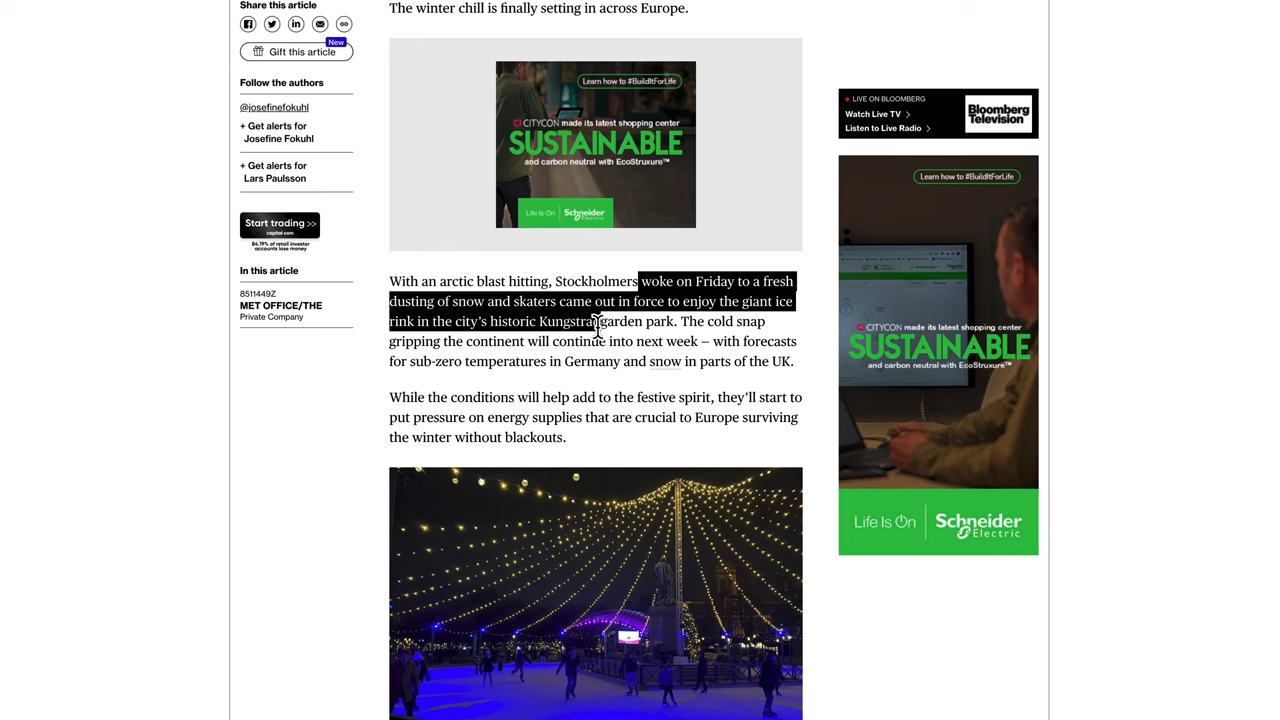 Share this article
New
Gift this article
Follow the authors
@josefinefokuhl
+ Get alerts for
Josefine Fokuhl
+ Get alerts for
Lars Paulsson
Start trading >>
capital.com
84.19% of retail investor
accounts lose money
In this article
8511449Z
MET OFFICE/THE
Private Company
The winter chill is finally setting in across Europe.
Learn how to #BuildItForLife
CITYCON made its latest shopping center
SUSTAINABLE
and carbon neutral with EcoStruxure™
Life Is On | Schneider Electric
With an arctic blast hitting, Stockholmers woke on Friday to a fresh
dusting of snow and skaters came out in force to enjoy the giant ice
rink in the city’s historic Kungstradgarden park. The cold snap
gripping the continent will continue into next week — with forecasts
for sub-zero temperatures in Germany and snow in parts of the UK.
While the conditions will help add to the festive spirit, they’ll start to
put pressure on energy supplies that are crucial to Europe surviving
the winter without blackouts.
LIVE ON BLOOMBERG
Watch Live TV
Listen to Live Radio
Bloomberg
Television
Learn how to #BuildItForLife
CITYCON made its latest shopping center
SUSTAINABLE
and carbon neutral with EcoStruxure™
Life Is On | Schneider
Electric